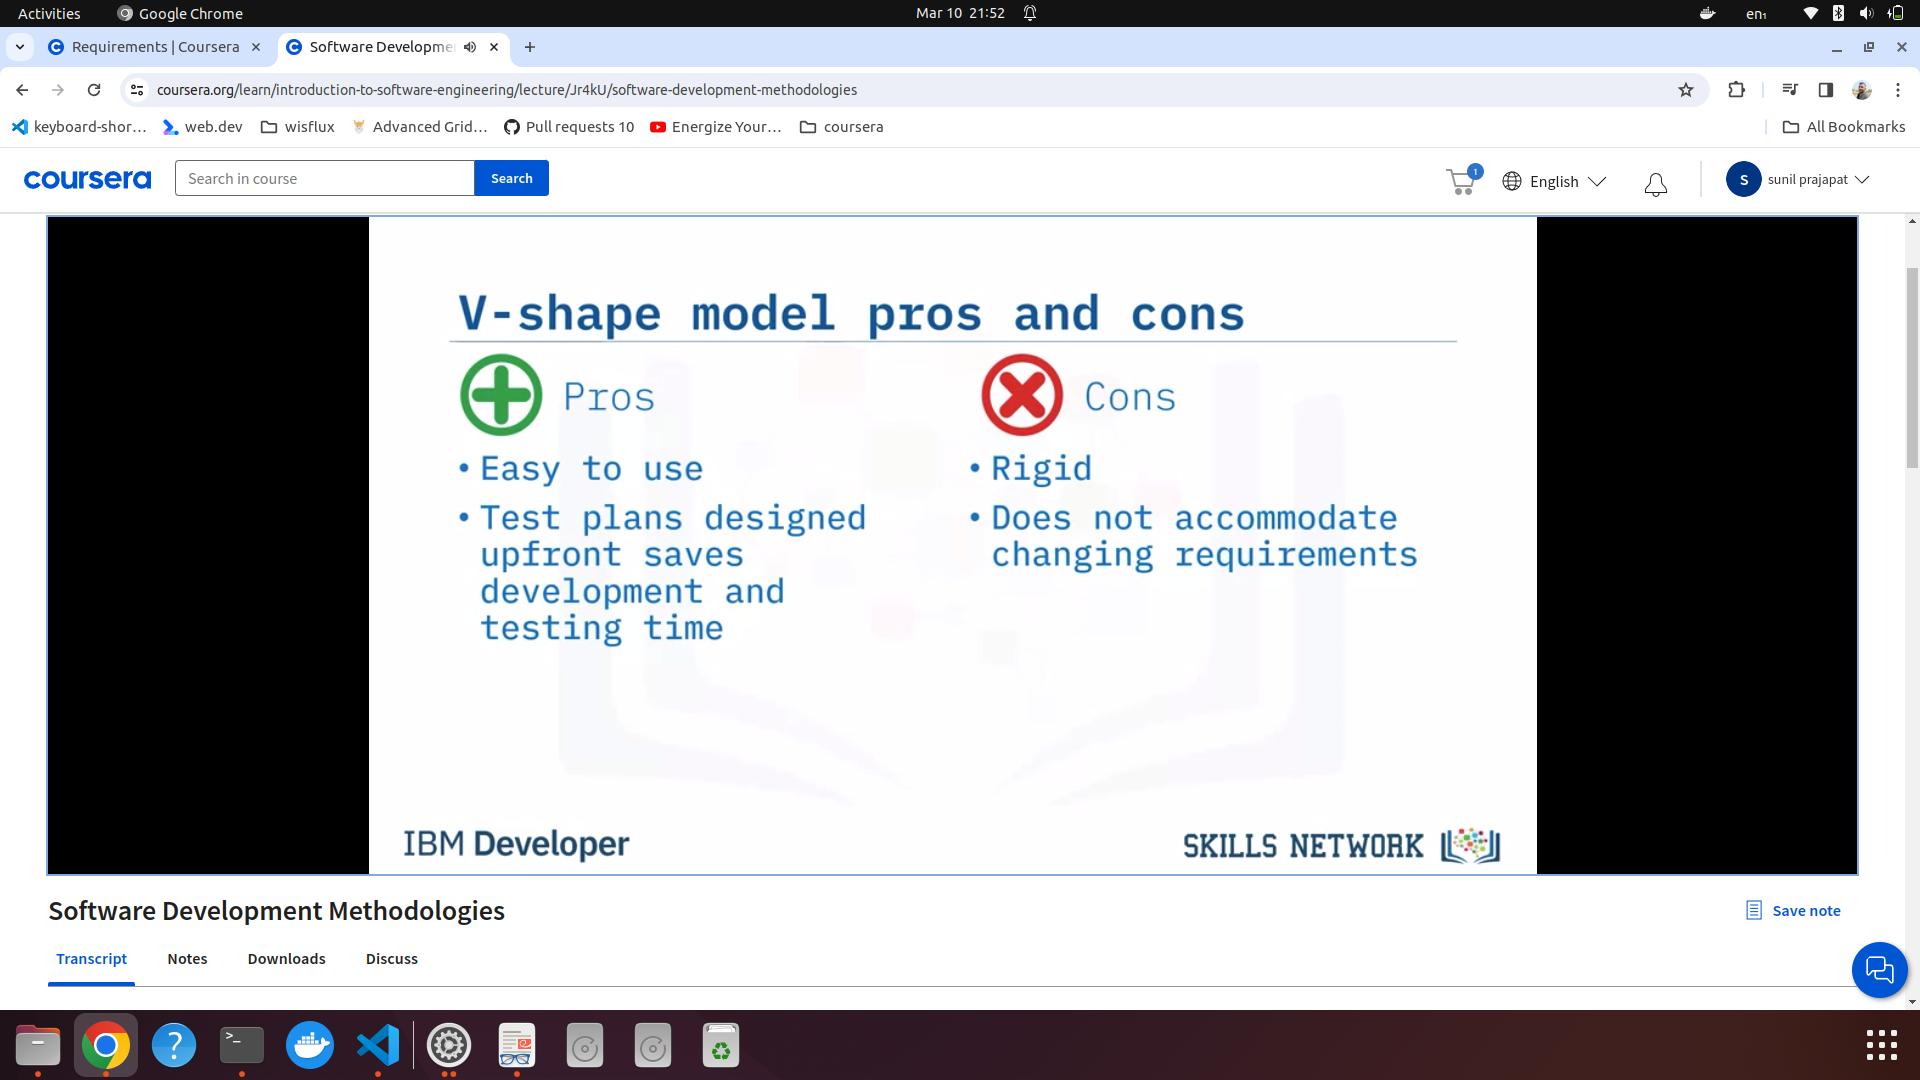 Activities
Google Chrome
Mar 10 21:52
en₁
Requirements | Coursera
Software Developme
coursera.org/learn/introduction-to-software-engineering/lecture/Jr4kU/software-development-methodologies
keyboard-shor...
web.dev
wisflux
Advanced Grid...
Pull requests 10
Energize Your...
coursera
All Bookmarks
coursera
Search in course
Search
1
English
S
sunil prajapat
V-shape model pros and cons
Pros
• Easy to use
• Test plans designed
upfront saves
development and
testing time
Cons
• Rigid
• Does not accommodate
changing requirements
IBM Developer
SKILLS NETWORK
Software Development Methodologies
Save note
Transcript
Notes
Downloads
Discuss